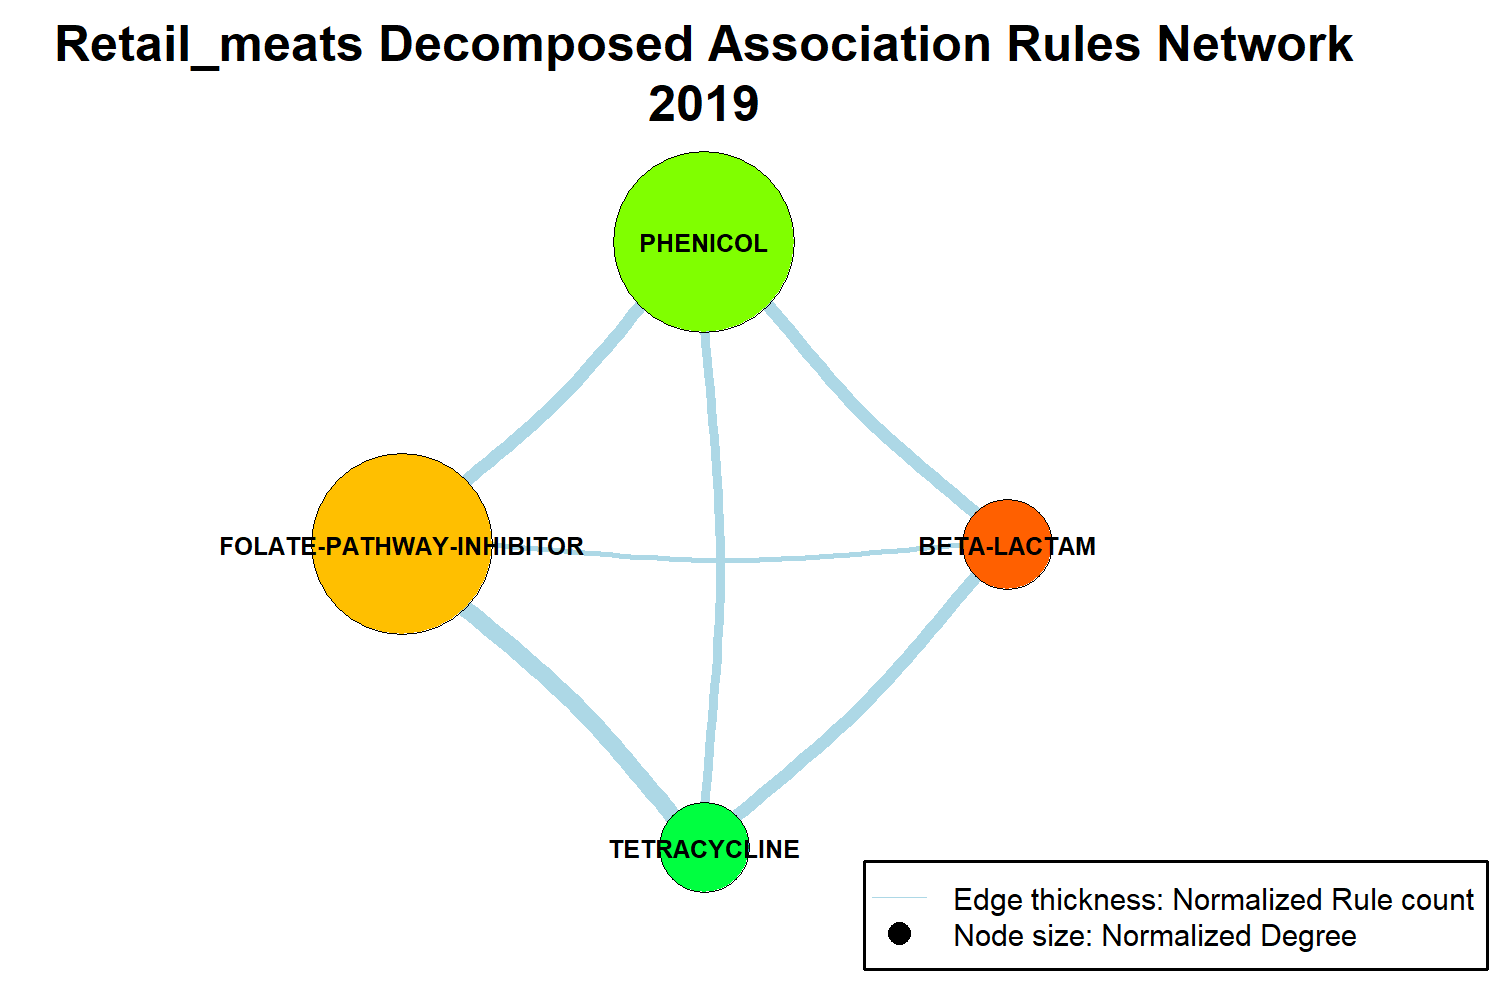 Retail_meats Decomposed Association Rules Network
2019
PHENICOL
FOLATE-PATHWAY-INHIBITOR
BETA-LACTAM
TETRACYCLINE
Edge thickness: Normalized Rule count
Node size: Normalized Degree